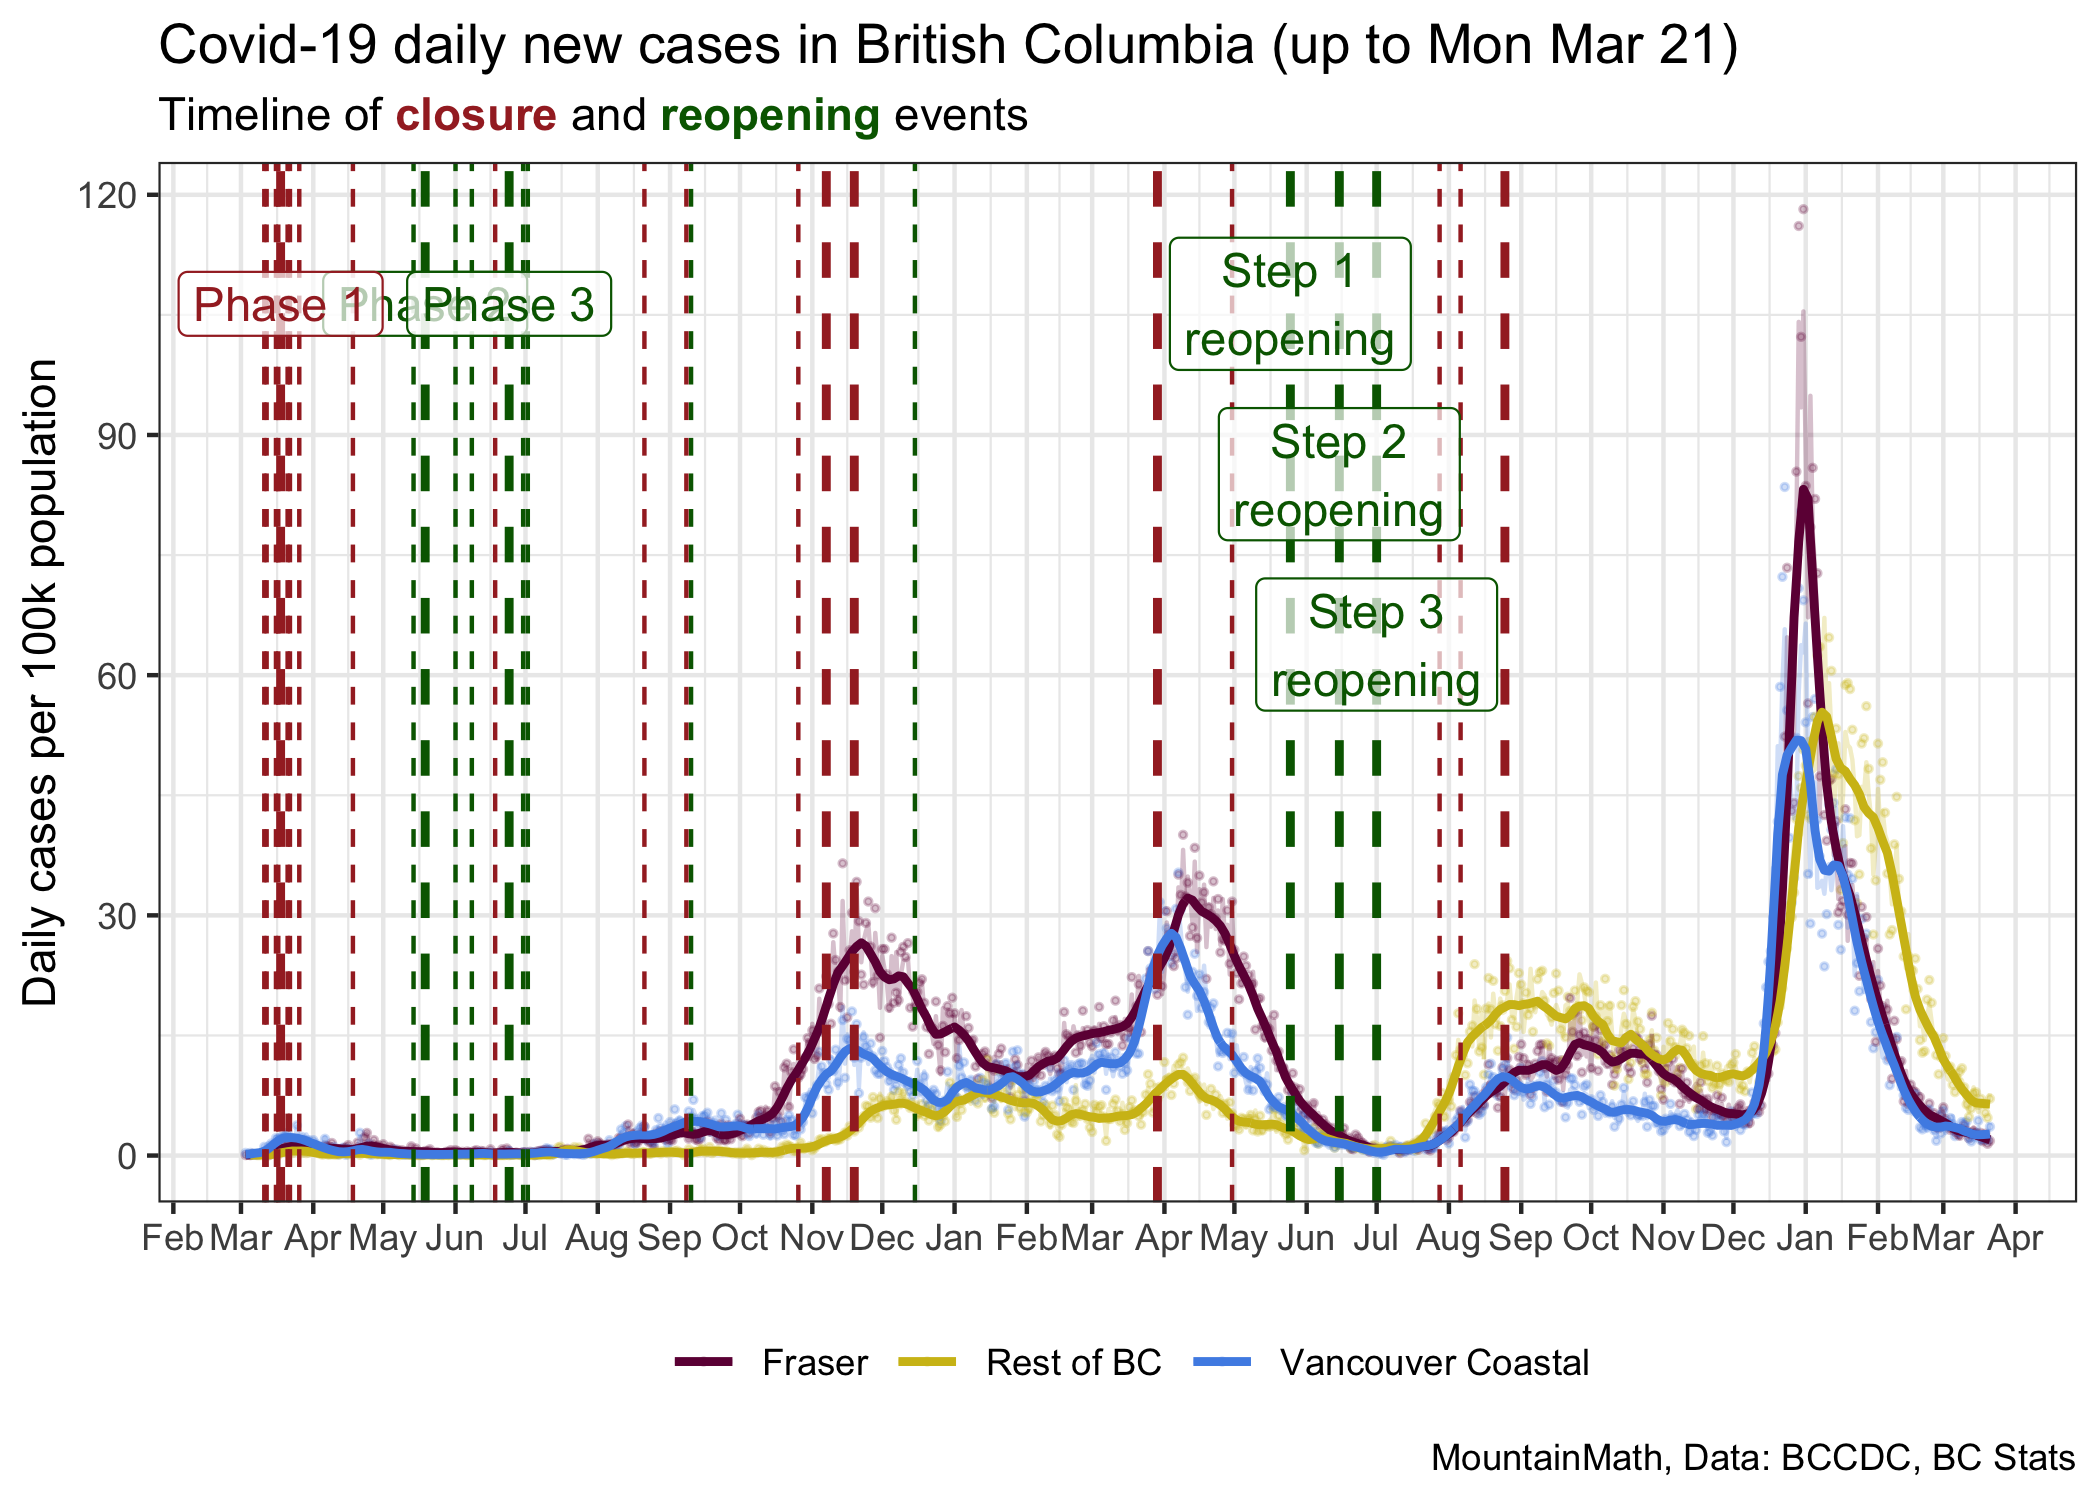 Covid-19 daily new cases in British Columbia (up to Mon Mar 21)
Timeline of closure and reopening events
Daily cases per 100k population
120
90
60
30
0
Phase 1
Phase 2
Phase 3
Step 1
reopening
Step 2
reopening
Step 3
reopening
Feb Mar Apr May Jun Jul Aug Sep Oct Nov Dec Jan Feb Mar Apr May Jun Jul Aug Sep Oct Nov Dec Jan Feb Mar Apr
Fraser Rest of BC Vancouver Coastal
MountainMath, Data: BCCDC, BC Stats